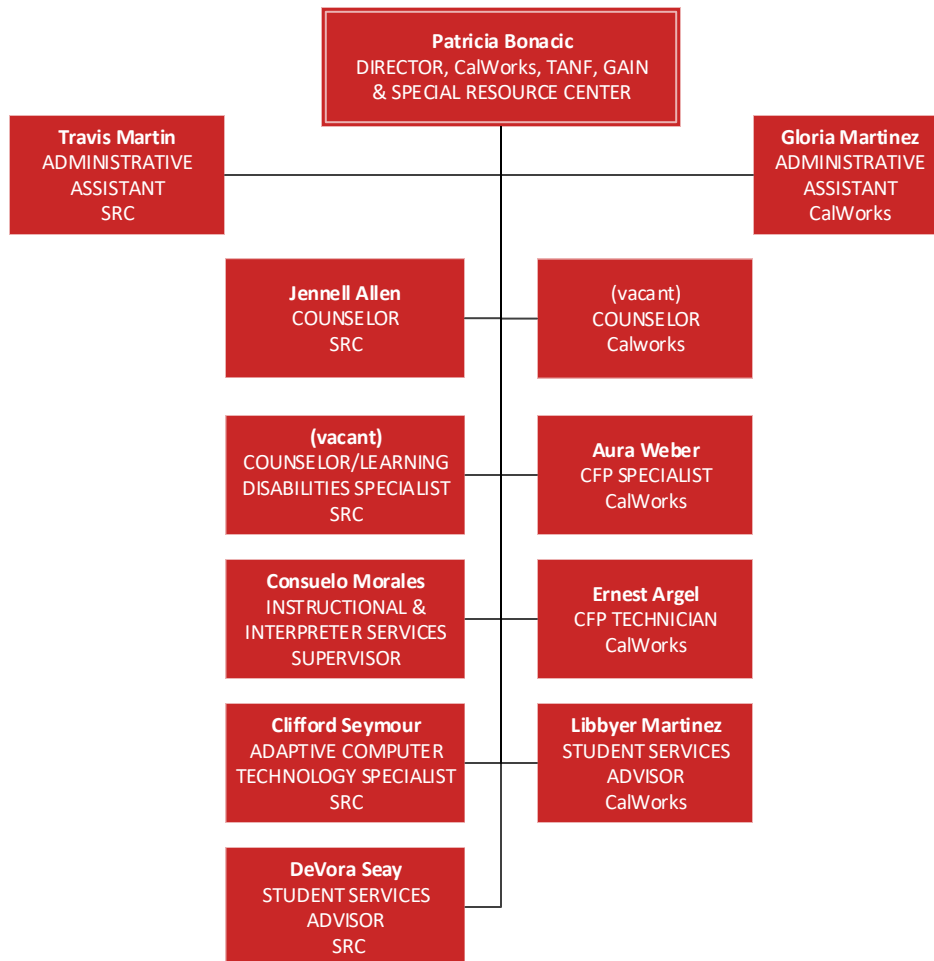 Patricia Bonacic
DIRECTOR, CalWorks, TANF, GAIN
& SPECIAL RESOURCE CENTER
Travis Martin
ADMINISTRATIVE
ASSISTANT
SRC
Gloria Martinez
ADMINISTRATIVE
ASSISTANT
CalWorks
Jennell Allen
COUNSELOR
SRC
(vacant)
COUNSELOR
Calworks
(vacant)
COUNSELOR/LEARNING
DISABILITIES SPECIALIST
SRC
Aura Weber
CFP SPECIALIST
CalWorks
Consuelo Morales
INSTRUCTIONAL &
INTERPRETER SERVICES
SUPERVISOR
Ernest Argel
CFP TECHNICIAN
CalWorks
Clifford Seymour
ADAPTIVE COMPUTER
TECHNOLOGY SPECIALIST
SRC
Libbyer Martinez
STUDENT SERVICES
ADVISOR
CalWorks
DeVora Seay
STUDENT SERVICES
ADVISOR
SRC